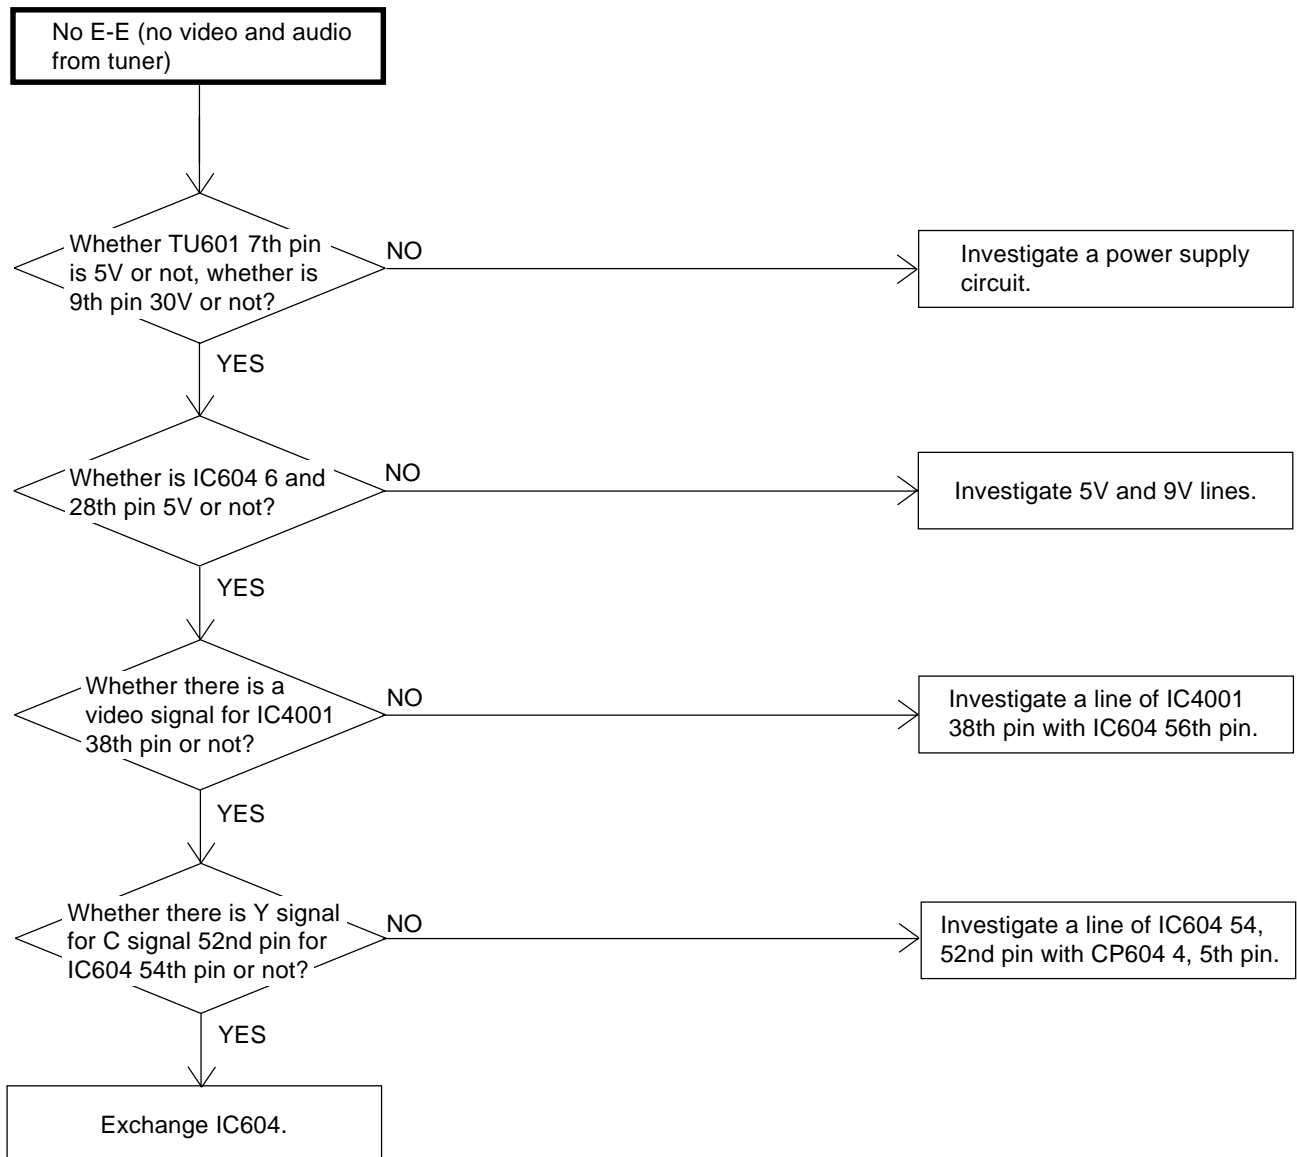 No E-E (no video and audio
from tuner)
Whether TU601 7th pin
is 5V or not, whether is
9th pin 30V or not?
NO
Investigate a power supply
circuit.
YES
Whether is IC604 6 and
28th pin 5V or not?
NO
Investigate 5V and 9V lines.
YES
Whether there is a
video signal for IC4001
38th pin or not?
NO
Investigate a line of IC4001
38th pin with IC604 56th pin.
YES
Whether there is Y signal
for C signal 52nd pin for
IC604 54th pin or not?
NO
Investigate a line of IC604 54,
52nd pin with CP604 4, 5th pin.
YES
Exchange IC604.